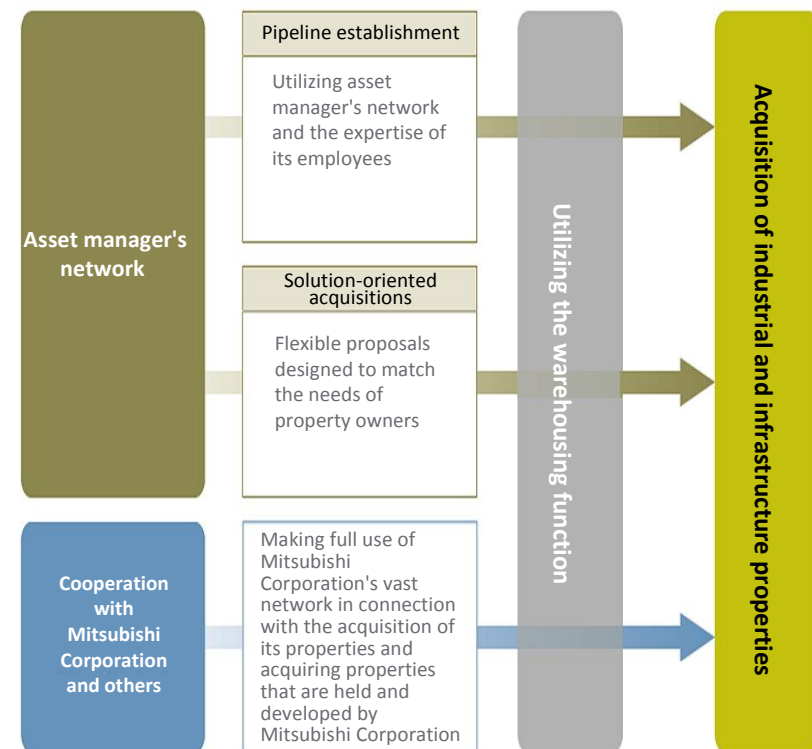 Asset manager's
network
Pipeline establishment
Utilizing asset
manager's network
and the expertise of
its employees
Solution-oriented
acquisitions
Flexible proposals
designed to match
the needs of
property owners
Cooperation
with
Mitsubishi
Corporation
and others
Making full use of
Mitsubishi
Corporation's vast
network in connection
with the acquisition of
its properties and
acquiring properties
that are held and
developed by
Mitsubishi Corporation
Utilizing the warehousing function
Acquisition of industrial and infrastructure properties